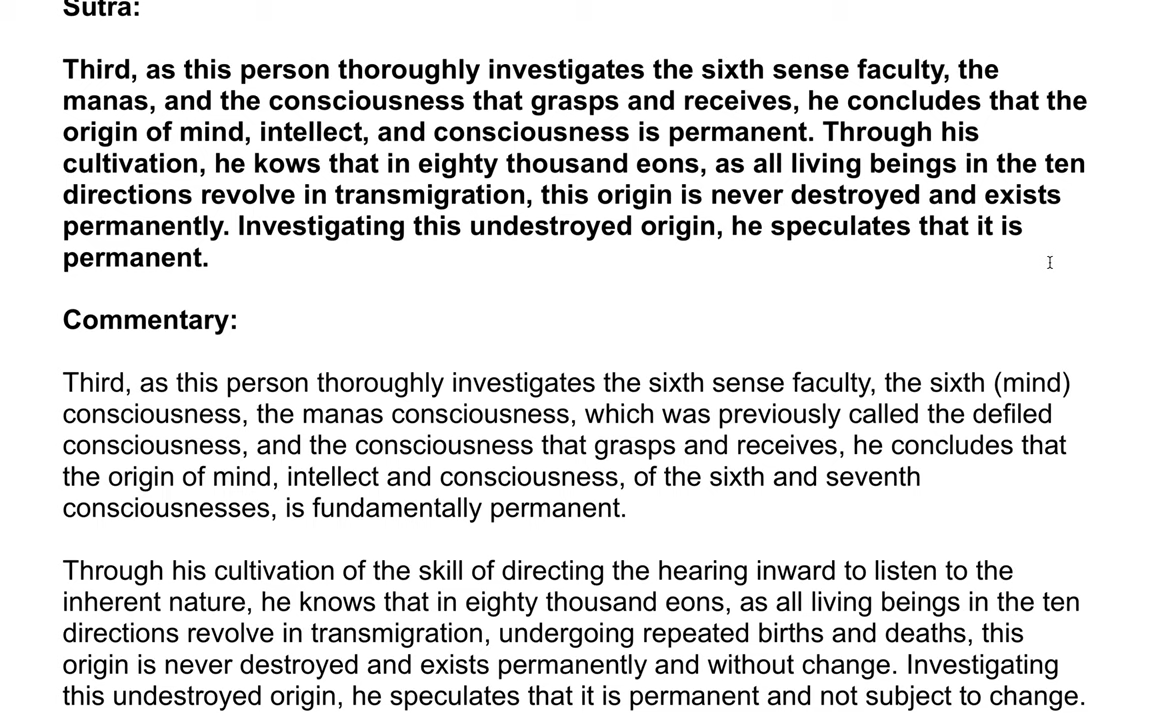 Sutra:
Third, as this person thoroughly investigates the sixth sense faculty, the
manas, and the consciousness that grasps and receives, he concludes that the
origin of mind, intellect, and consciousness is permanent. Through his
cultivation, he kows that in eighty thousand eons, as all living beings in the ten
directions revolve in transmigration, this origin is never destroyed and exists
permanently. Investigating this undestroyed origin, he speculates that it is
permanent.
Commentary:
Third, as this person thoroughly investigates the sixth sense faculty, the sixth (mind)
consciousness, the manas consciousness, which was previously called the defiled
consciousness, and the consciousness that grasps and receives, he concludes that
the origin of mind, intellect and consciousness, of the sixth and seventh
consciousnesses, is fundamentally permanent.
Through his cultivation of the skill of directing the hearing inward to listen to the
inherent nature, he knows that in eighty thousand eons, as all living beings in the ten
directions revolve in transmigration, undergoing repeated births and deaths, this
origin is never destroyed and exists permanently and without change. Investigating
this undestroyed origin, he speculates that it is permanent and not subject to change.